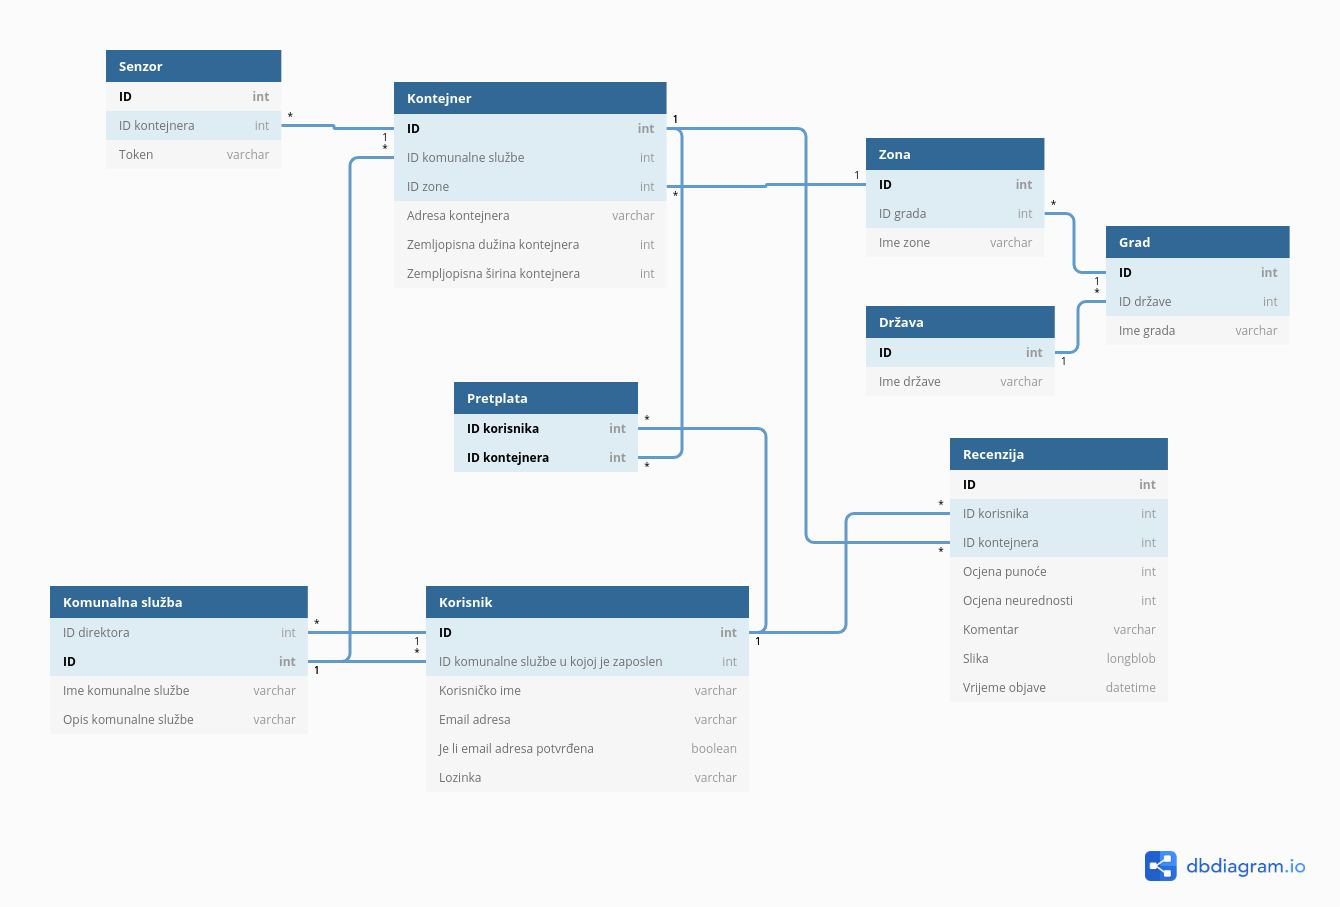 Senzor
ID int
ID kontejnera int
Token varchar
*
1
*
Kontejner
ID int
ID komunalne službe int
ID zone int
Adresa kontejnera varchar
Zemljopisna dužina kontejnera int
Zempljopisna širina kontejnera int
1
*
1
Zona
ID int
ID grada int
Ime zone varchar
*
1
*
Grad
ID int
ID države int
Ime grada varchar
Država
ID int
Ime države varchar
1
Pretplata
ID korisnika int
ID kontejnera int
*
*
Recenzija
ID int
ID korisnika int
ID kontejnera int
Ocjena punoće int
Ocjena neurednosti int
Komentar varchar
Slika longblob
Vrijeme objave datetime
*
*
Komunalna služba
ID direktora int
ID int
Ime komunalne službe varchar
Opis komunalne službe varchar
*
1
1
*
Korisnik
ID int
ID komunalne službe u kojoj je zaposlen int
Korisničko ime varchar
Email adresa varchar
Je li email adresa potvrđena boolean
Lozinka varchar
1
dbdiagram.io